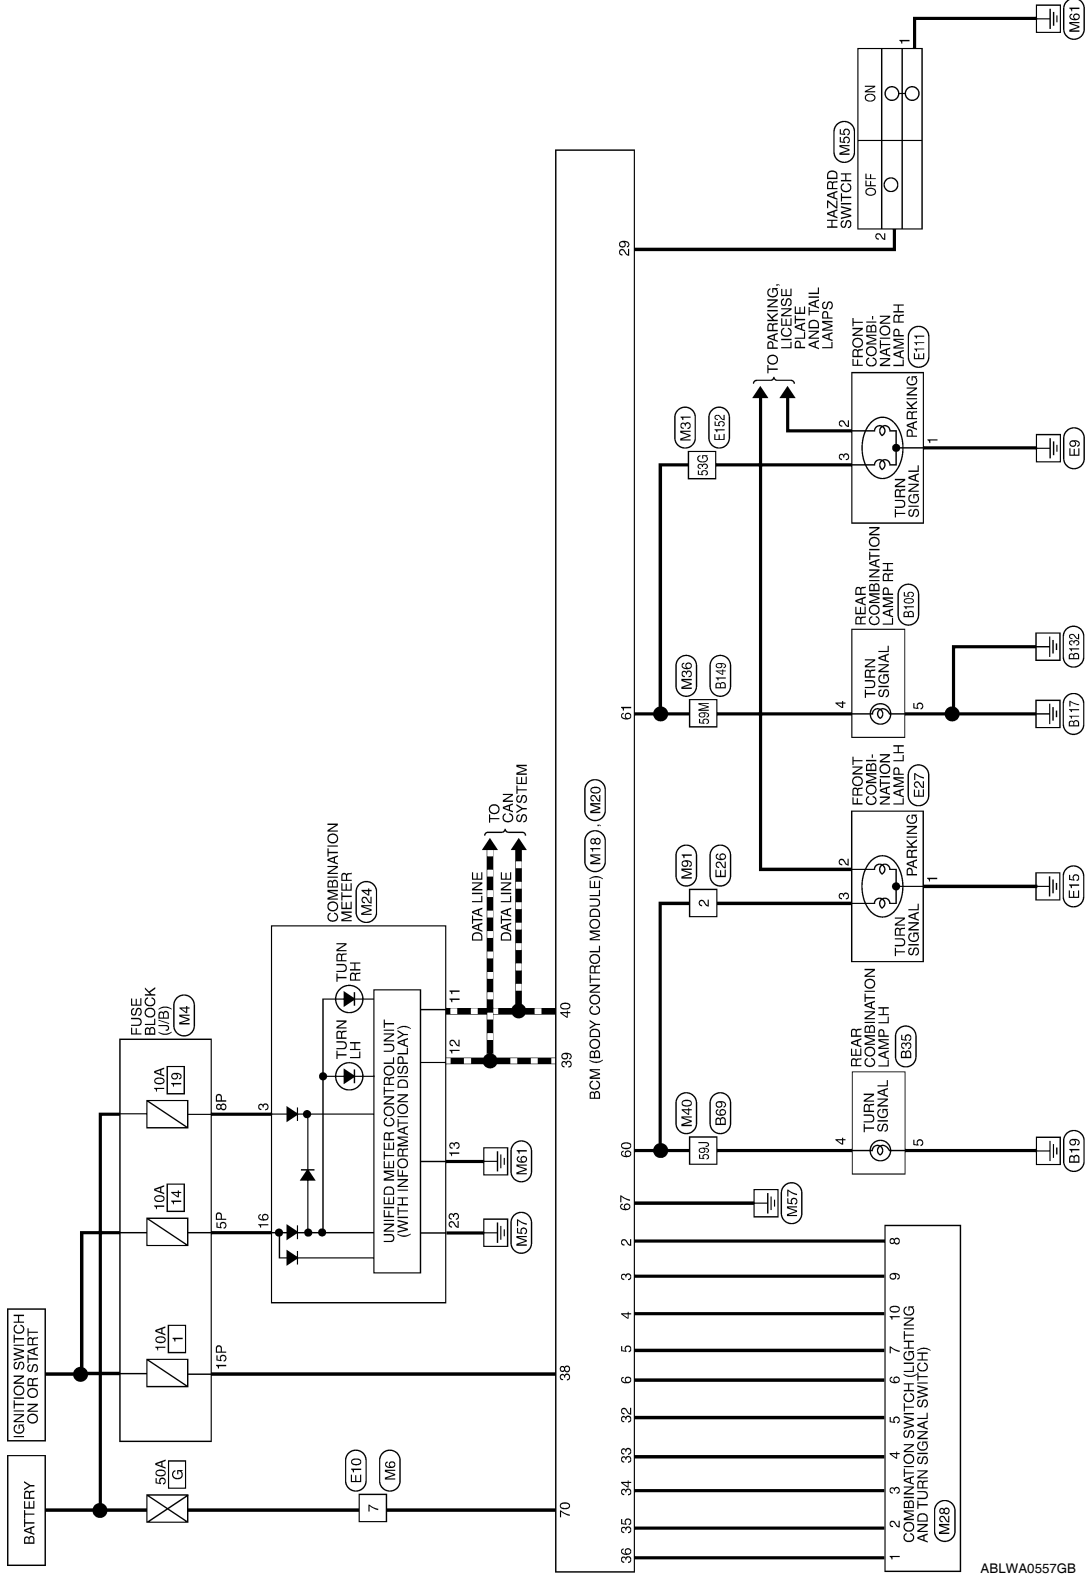 BATTERY
IGNITION SWITCH
ON OR START
50A
G
10A
1
10A
14
10A
19
FUSE
BLOCK
(J/B)
M4
15P
5P
8P
E10
7
M6
16
3
COMBINATION
METER
M24
TURN
LH
TURN
RH
UNIFIED METER CONTROL UNIT
(WITH INFORMATION DISPLAY)
23
13
12
11
M57
M61
DATA LINE
DATA LINE
TO
CAN
SYSTEM
70
38
39
40
BCM (BODY CONTROL MODULE) M18 , M20
36
35
34
33
32
6
5
4
3
2
67
60
61
29
M57
1
2
3
4
5
6
7
10
9
8
COMBINATION SWITCH (LIGHTING
AND TURN SIGNAL SWITCH)
M28
59J
M40
B69
2
M91
E26
59M
M36
B149
53G
M31
E152
TO PARKING,
LICENSE
PLATE
AND TAIL
LAMPS
4
TURN
SIGNAL
5
REAR
COMBINATION
LAMP LH
B35
B19
3
2
TURN
SIGNAL
PARKING
1
FRONT
COMBI-
NATION
LAMP LH
E27
E15
4
TURN
SIGNAL
5
REAR
COMBINATION
LAMP RH
B105
B117
B132
3
2
TURN
SIGNAL
PARKING
1
FRONT
COMBI-
NATION
LAMP RH
E111
E9
HAZARD
SWITCH
M55
OFF
ON
2
1
M61
ABLWA0557GB